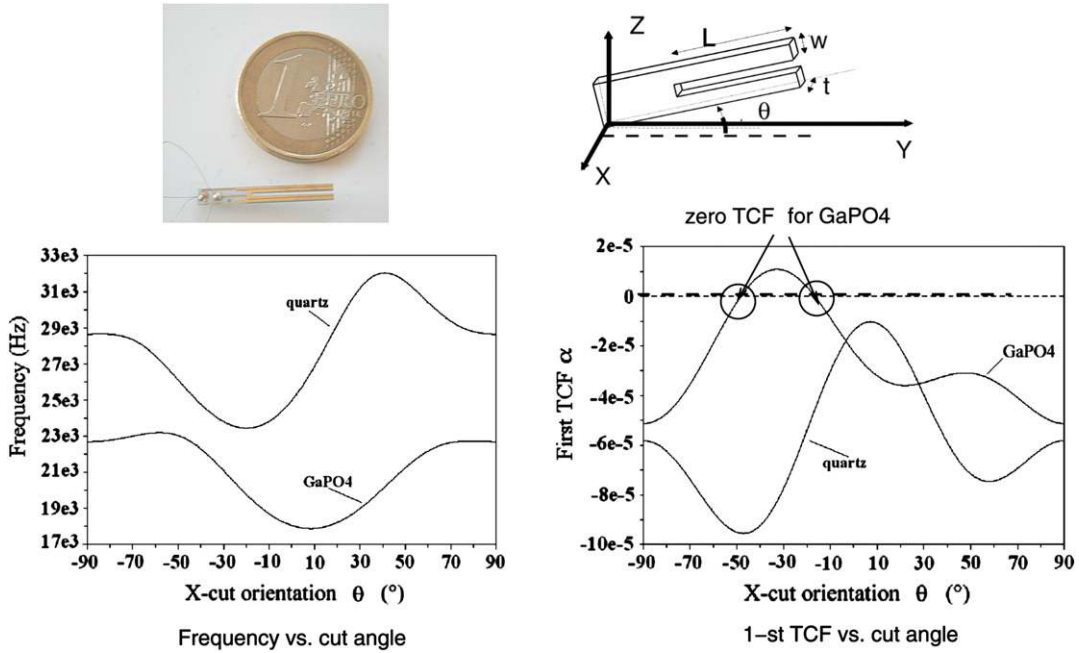 1
EURO
Z
L
w
t
θ
Y
X
zero TCF for GaPO4
33e3
31e3
29e3
27e3
25e3
23e3
21e3
19e3
17e3
Frequency (Hz)
quartz
GaPO4
-90
-70
-50
-30
-10
10
30
50
70
90
X-cut orientation θ (°)
Frequency vs. cut angle
2e-5
0
-2e-5
-4e-5
-6e-5
-8e-5
-10e-5
First TCF α
GaPO4
quartz
-90
-70
-50
-30
-10
10
30
50
70
90
X-cut orientation θ (°)
1–st TCF vs. cut angle